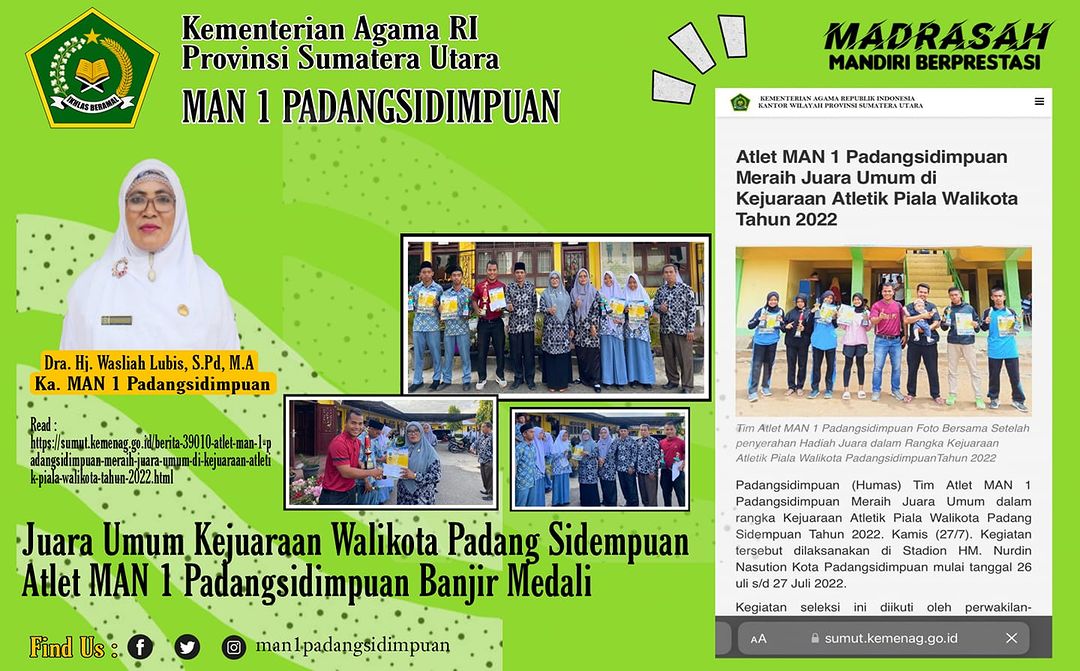 Kementerian Agama RI
Provinsi Sumatera Utara
MAN 1 PADANGSIDIMPUAN
IKHLAS BERAMAL
MADRASAH
MANDIRI BERPRESTASI
Dra. Hj. Wasliah Lubis, S.Pd, M.A
Ka. MAN 1 Padangsidimpuan
Read :
https://sumut.kemenag.go.id/berita-39010-atlet-man-1-p
adangsidimpuan-meraih-juara-umum-di-kejuaraan-atleti
k-piala-walikota-tahun-2022.html
Juara Umum Kejuaraan Walikota Padang Sidempuan
Atlet MAN 1 Padangsidimpuan Banjir Medali
Find Us :
man1padangsidimpuan
KEMENTERIAN AGAMA REPUBLIK INDONESIA
KANTOR WILAYAH PROVINSI SUMATERA UTARA
Atlet MAN 1 Padangsidimpuan
Meraih Juara Umum di
Kejuaraan Atletik Piala Walikota
Tahun 2022
Tim Atlet MAN 1 Padangsidimpuan Foto Bersama Setelah
penyerahan Hadiah Juara dalam Rangka Kejuaraan
Atletik Piala Walikota PadangsidimpuanTahun 2022
Padangsidimpuan (Humas) Tim Atlet MAN 1
Padangsidimpuan Meraih Juara Umum dalam
rangka Kejuaraan Atletik Piala Walikota Padang
Sidempuan Tahun 2022. Kamis (27/7). Kegiatan
tersebut dilaksanakan di Stadion HM. Nurdin
Nasution Kota Padangsidimpuan mulai tanggal 26
uli s/d 27 Juli 2022.
Kegiatan seleksi ini diikuti oleh perwakilan-
AA
sumut.kemenag.go.id